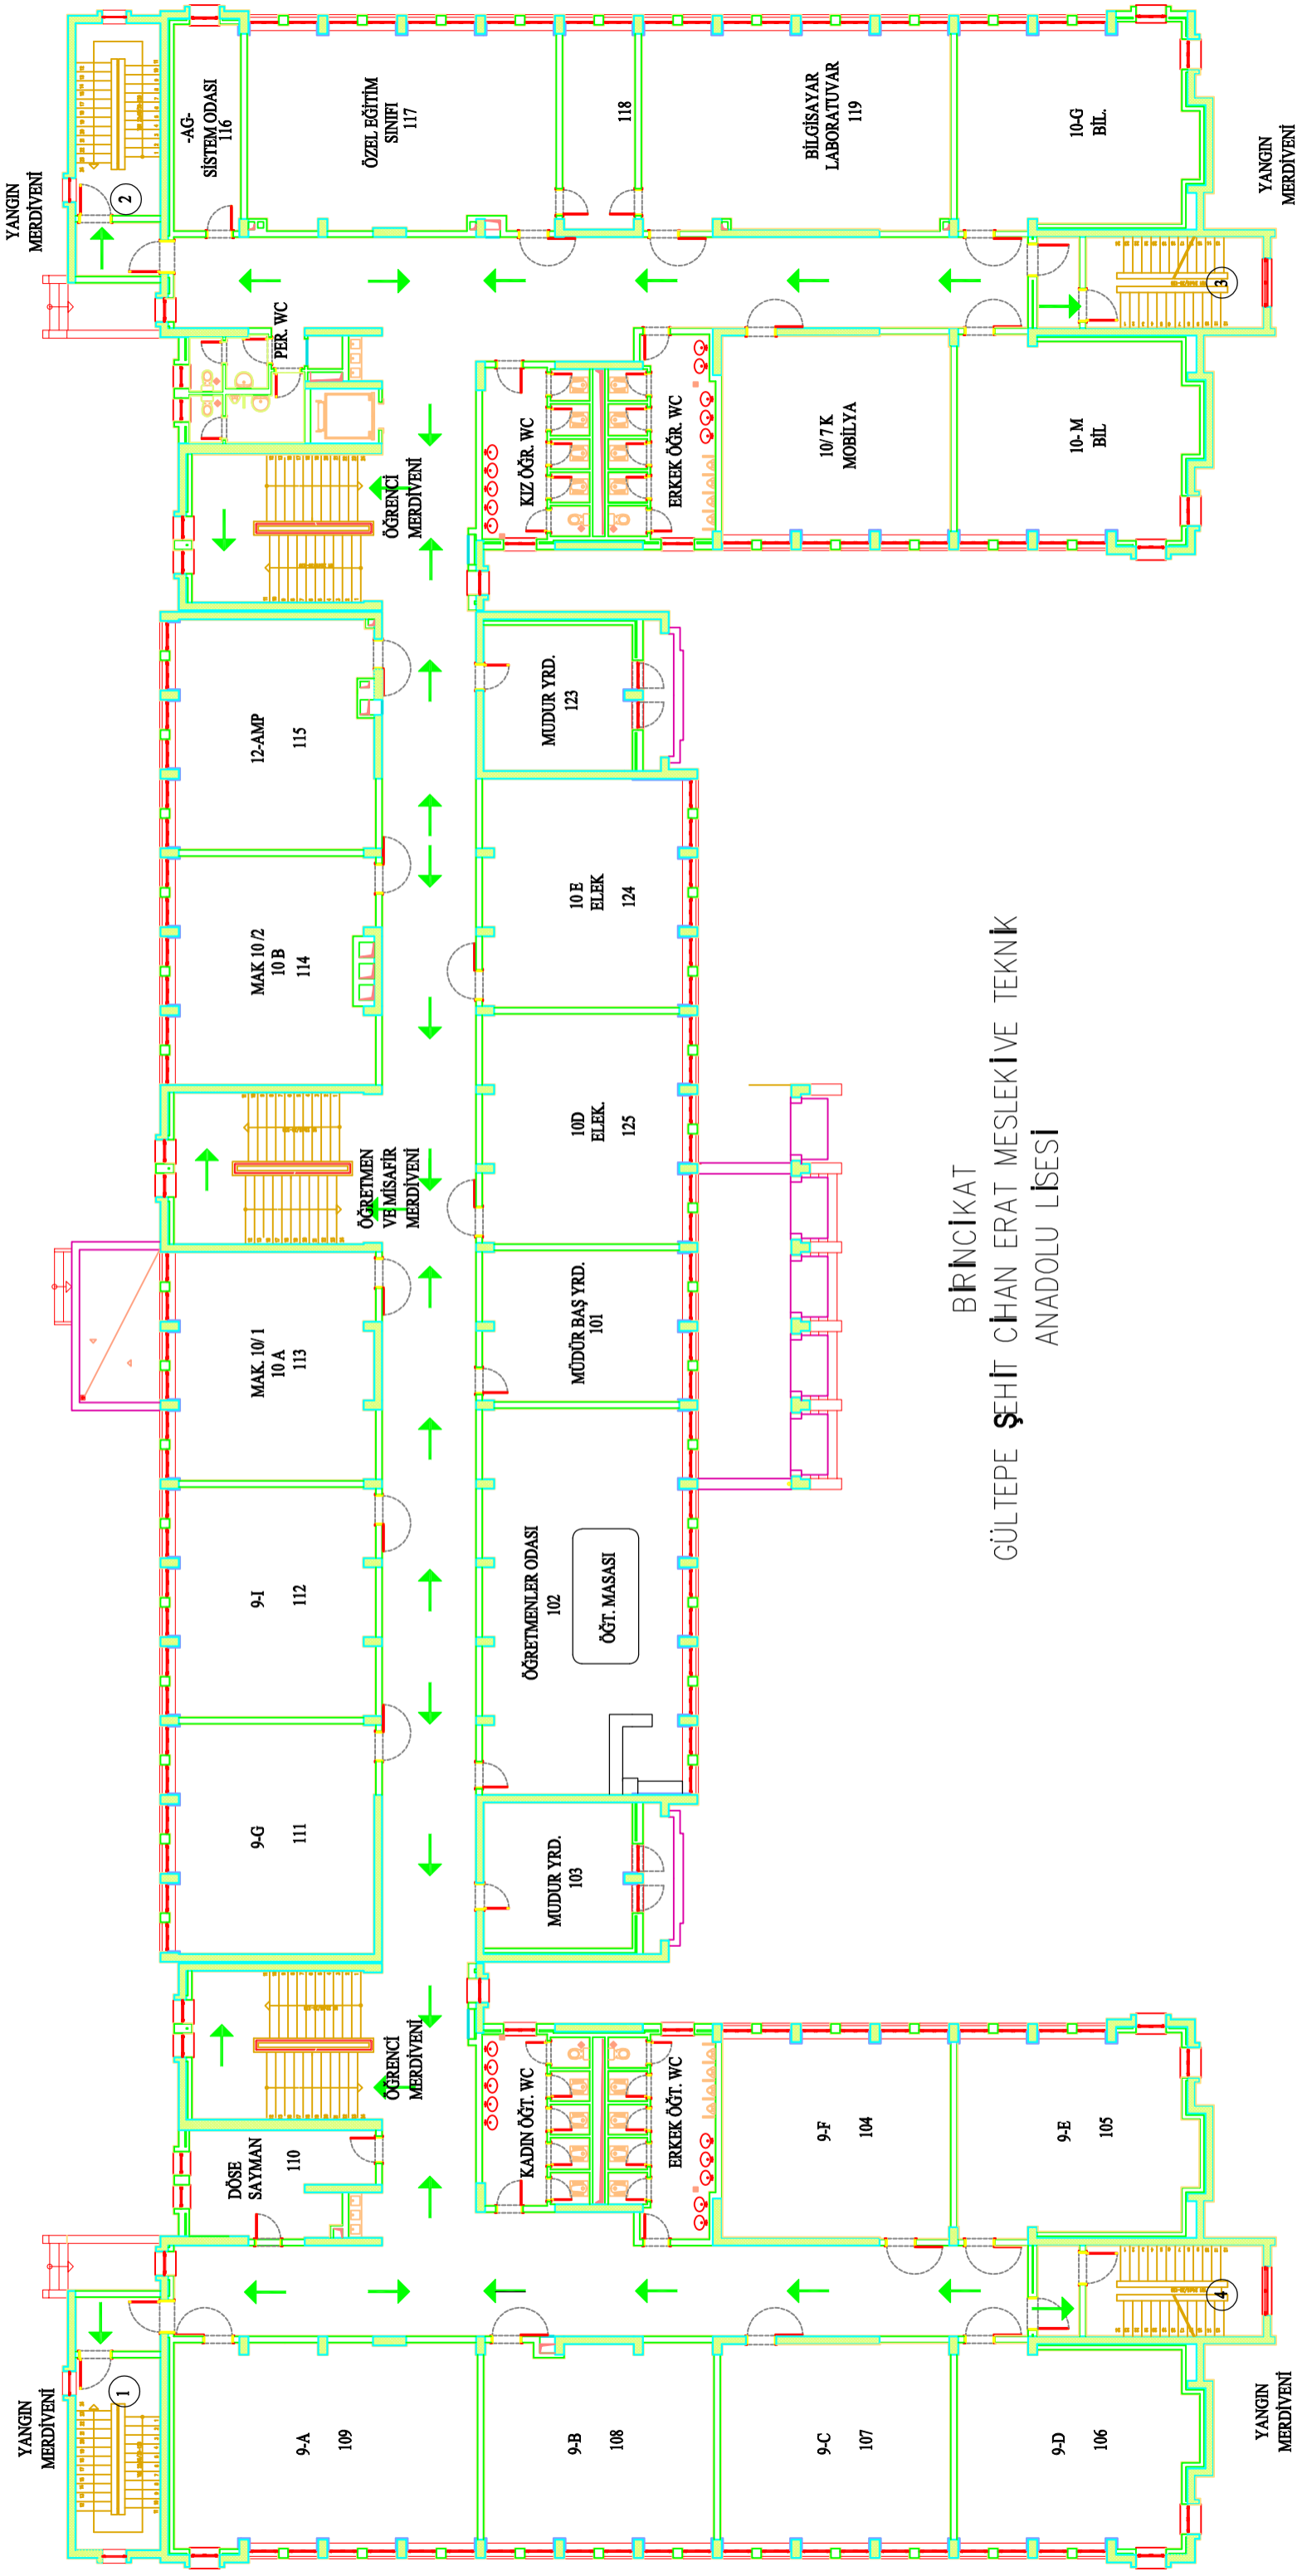 YANGIN
MERDİVENİ
2
-AG-
SİSTEM ODASI
116
ÖZEL EĞİTİM
SINIFI
117
118
BİLGİSAYAR
LABORATUVAR
119
10-G
BİL.
YANGIN
MERDİVENİ
3
PER. WC
KIZ ÖĞR. WC
ERKEK ÖĞR. WC
10/ 7 K
MOBİLYA
10- M
BİL
ÖĞRENCİ
MERDİVENİ
12-AMP
115
MUDUR YRD.
123
MAK 10 /2
10 B
114
10 E
ELEK
124
ÖĞRETMEN
VE MİSAFİR
MERDİVENİ
10D
ELEK.
125
MAK. 10/ 1
10 A
113
MÜDÜR BAŞ YRD.
101
9-I
112
ÖĞRETMENLER ODASI
102
ÖĞT. MASASI
9-G
111
MUDUR YRD.
103
BİRİNCİ KAT
GÜLTEPE ŞEHİT CİHAN ERAT MESLEKİ VE TEKNİK
ANADOLU LİSESİ
ÖĞRENCİ
MERDİVENİ
DÖSE
SAYMAN
110
KADIN ÖĞT. WC
ERKEK ÖĞT. WC
9-F
104
9-E
105
YANGIN
MERDİVENİ
1
9-A
109
9-B
108
9-C
107
9-D
106
4
YANGIN
MERDİVENİ